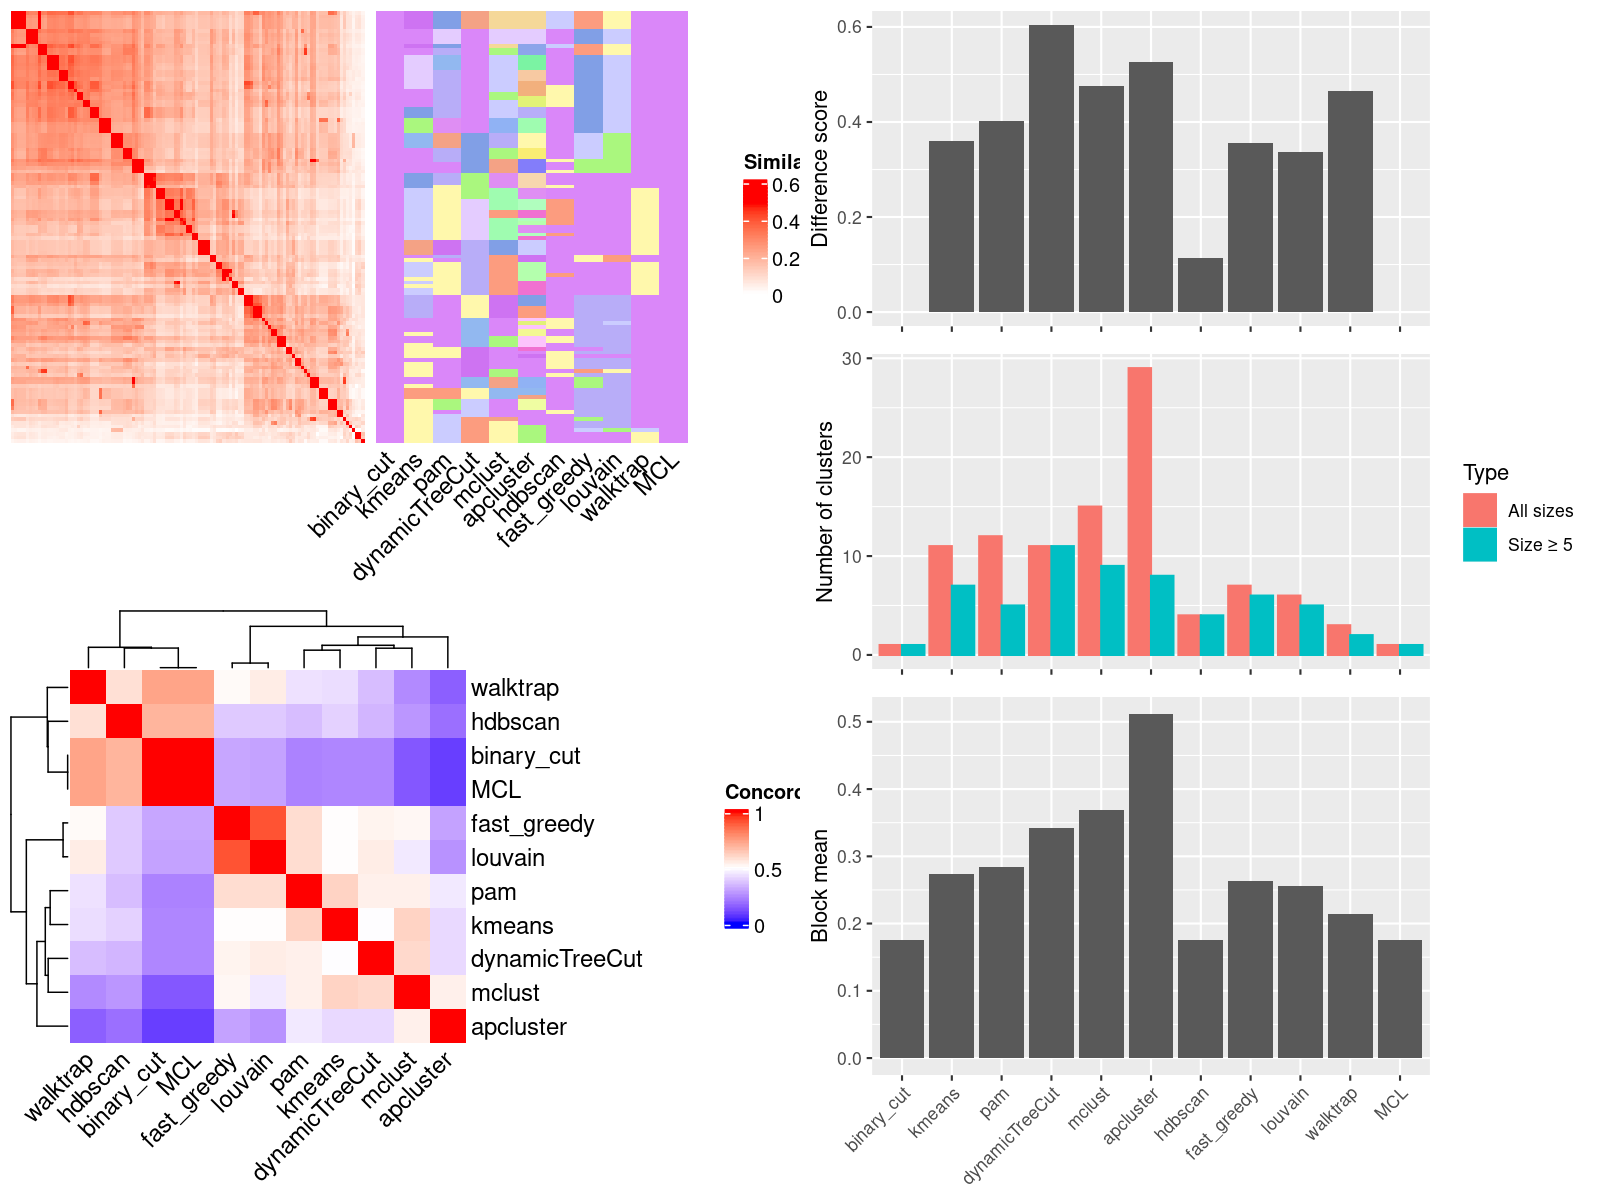 Simila
0.6
0.4
0.2
0
binary_cut
kmeans
pam
dynamicTreeCut
mclust
apcluster
hdbscan
fast_greedy
louvain
walktrap
MCL
walktrap
hdbscan
binary_cut
MCL
fast_greedy
louvain
pam
kmeans
dynamicTreeCut
mclust
apcluster
walktrap
hdbscan
binary_cut
MCL
fast_greedy
louvain
pam
kmeans
dynamicTreeCut
mclust
apcluster
Concord
1
0.5
0
Difference score
0.6
0.4
0.2
0.0
Number of clusters
30
20
10
0
Type
All sizes
Size ≥ 5
Block mean
0.5
0.4
0.3
0.2
0.1
0.0
binary_cut
kmeans
pam
dynamicTreeCut
mclust
apcluster
hdbscan
fast_greedy
louvain
walktrap
MCL